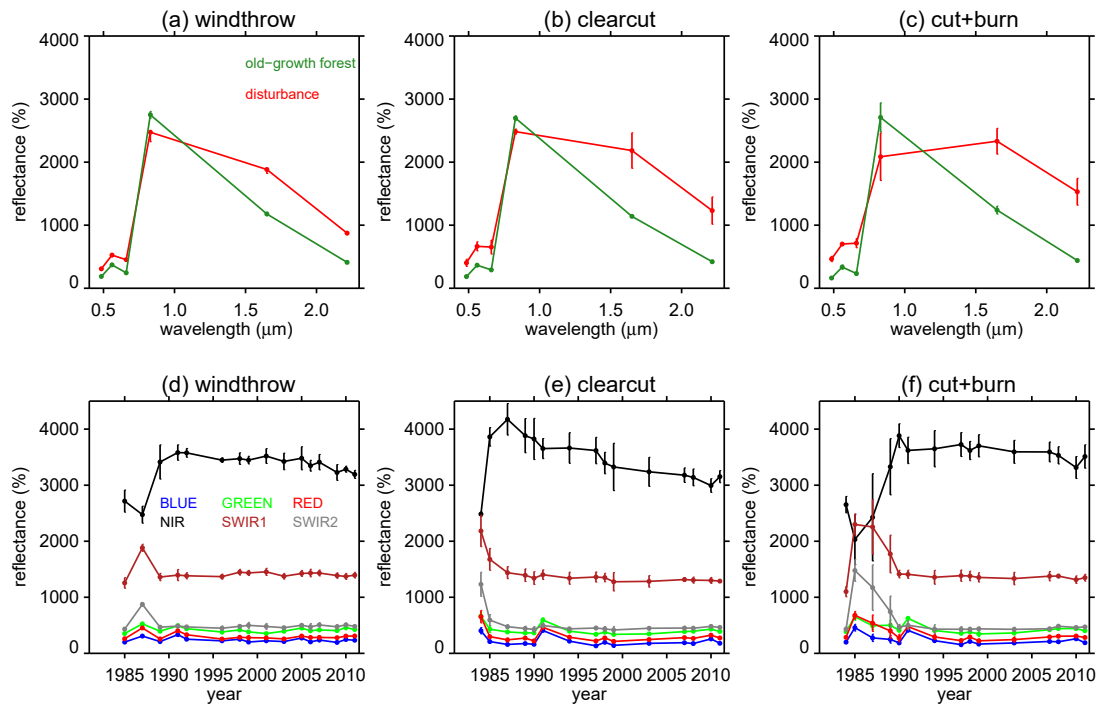 (a) windthrow
(b) clearcut
(c) cut+burn
4000
3000
2000
1000
0
reflectance (%)
old−growth forest
disturbance
0.5 1.0 1.5 2.0
wavelength (μm)
4000
3000
2000
1000
0
reflectance (%)
0.5 1.0 1.5 2.0
wavelength (μm)
4000
3000
2000
1000
0
reflectance (%)
0.5 1.0 1.5 2.0
wavelength (μm)
(d) windthrow
(e) clearcut
(f) cut+burn
4000
3000
2000
1000
0
reflectance (%)
BLUE GREEN RED
NIR SWIR1 SWIR2
1985 1990 1995 2000 2005 2010
year
4000
3000
2000
1000
0
reflectance (%)
1985 1990 1995 2000 2005 2010
year
4000
3000
2000
1000
0
reflectance (%)
1985 1990 1995 2000 2005 2010
year